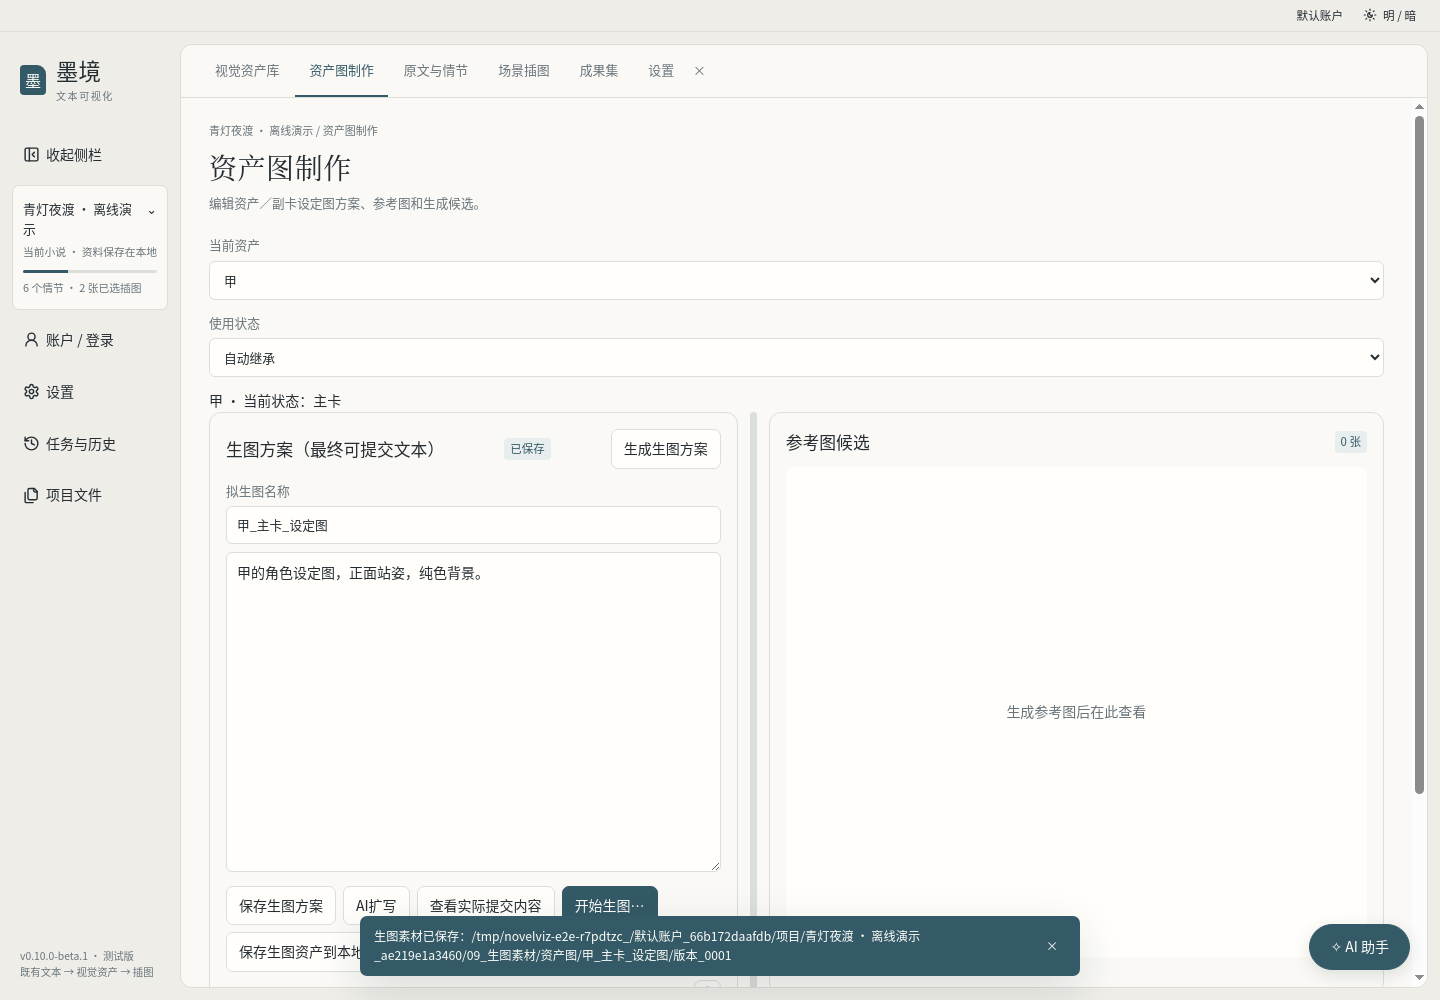 默认账户
明 / 暗
墨
墨境
文本可视化
收起侧栏
青灯夜渡 · 离线演
示
当前小说 · 资料保存在本地
6 个情节 · 2 张已选插图
账户 / 登录
设置
任务与历史
项目文件
v0.10.0-beta.1 · 测试版
既有文本 → 视觉资产 → 插图
视觉资产库
资产图制作
原文与情节
场景插图
成果集
设置
青灯夜渡 · 离线演示 / 资产图制作
资产图制作
编辑资产／副卡设定图方案、参考图和生成候选。
当前资产
甲
使用状态
自动继承
甲 · 当前状态：主卡
生图方案（最终可提交文本）
已保存
生成生图方案
拟生图名称
甲_主卡_设定图
甲的角色设定图，正面站姿，纯色背景。
保存生图方案
AI扩写
查看实际提交内容
开始生图…
保存生图资产到本地
参考图候选
0 张
生成参考图后在此查看
生图素材已保存：/tmp/novelviz-e2e-r7pdtzc_/默认账户_66b172daafdb/项目/青灯夜渡 · 离线演示
_ae219e1a3460/09_生图素材/资产图/甲_主卡_设定图/版本_0001
✧ AI 助手